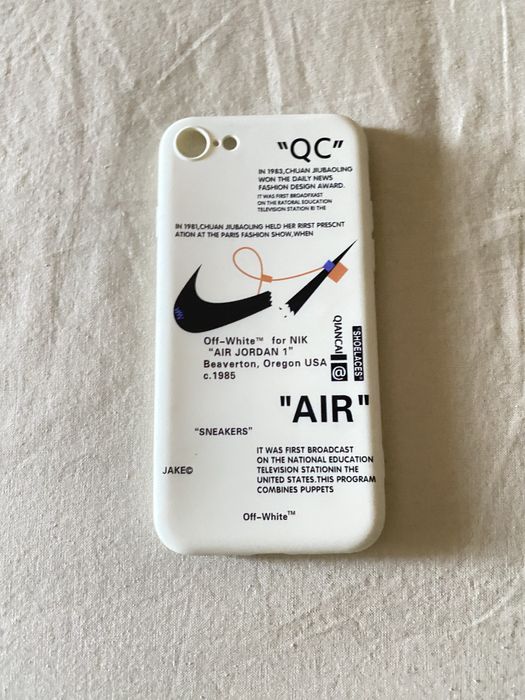 "QC"
IN 1983,CHUAN JIUBAOLING
WON THE DAILY NEWS
FASHION DESIGN AWARD.
IT WAS FIRST BROADFXAST
ON THE RATORAL EDUCATION
TELEVISION STATION RI THE
IN 1981,CHUAN JIUBAOLING HELD HER RIRST PRESCNT
ATION AT THE PARIS FASHION SHOW,WHEN
Off-White™ for NIK
"AIR JORDAN 1"
Beaverton, Oregon USA
c.1985
QIANCAI @
"SHOELACES"
"AIR"
"SNEAKERS"
IT WAS FIRST BROADCAST
ON THE NATIONAL EDUCATION
TELEVISION STATIONIN THE
UNITED STATES.THIS PROGRAM
COMBINES PUPPETS
JAKE©
Off-White™